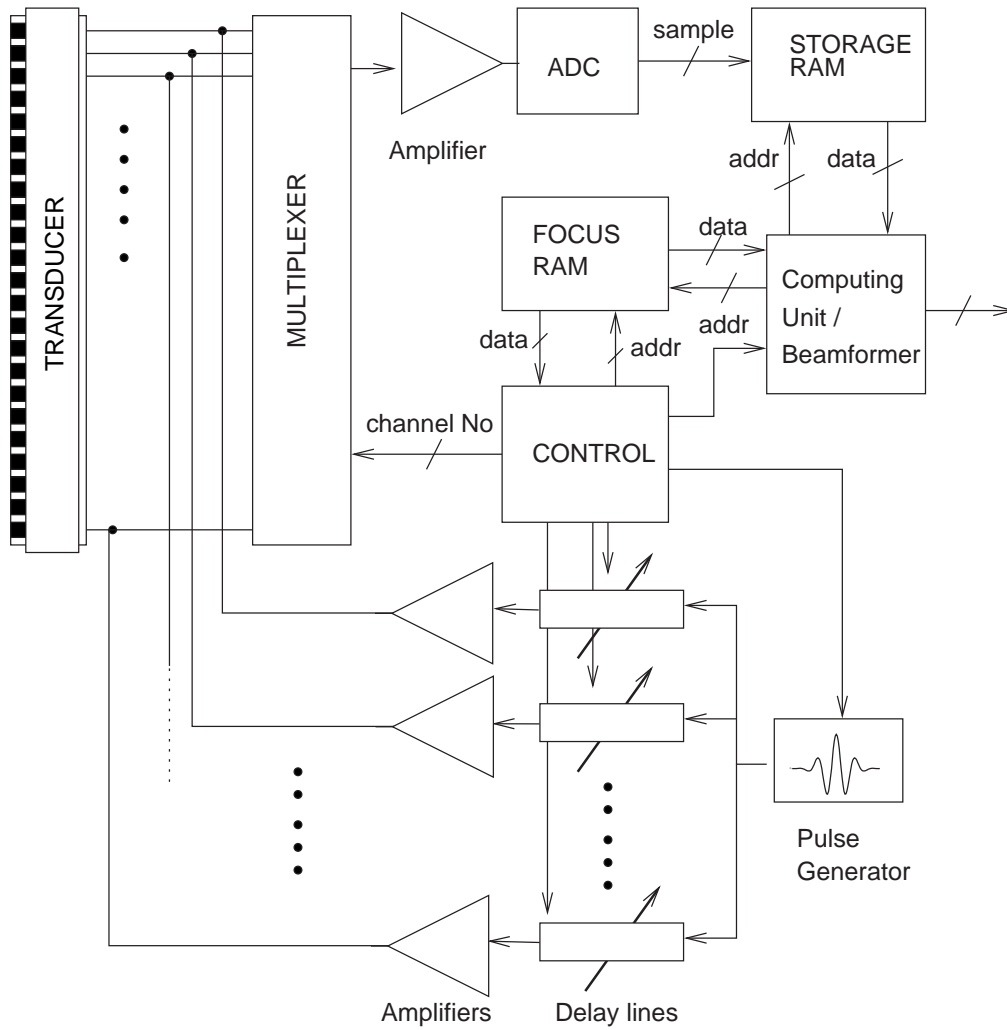 TRANSDUCER
MULTIPLEXER
Amplifier
ADC
sample
STORAGE
RAM
addr
data
FOCUS
RAM
data
addr
Computing
Unit /
Beamformer
data
addr
channel No
CONTROL
Pulse
Generator
Amplifiers
Delay lines